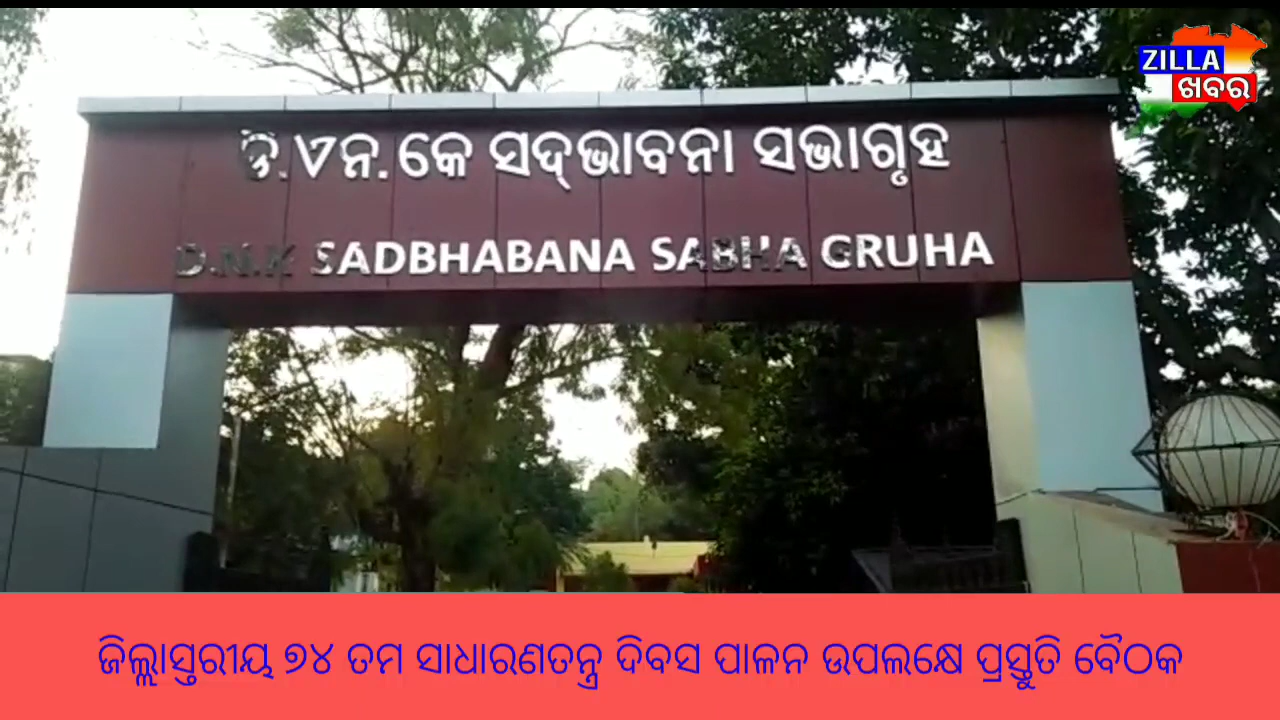 ZILLA
ଖବର
ଡି.ଏନ.କେ ସଦ୍‌ଭାବନା ସଭାଗୃହ
D.N.K SADBHABANA SABHA GRUHA
ଜିଲ୍ଲାସ୍ତରୀୟ ୭୪ ତମ ସାଧାରଣତନ୍ତ୍ର ଦିବସ ପାଳନ ଉପଲକ୍ଷେ ପ୍ରସ୍ତୁତି ବୈଠକ